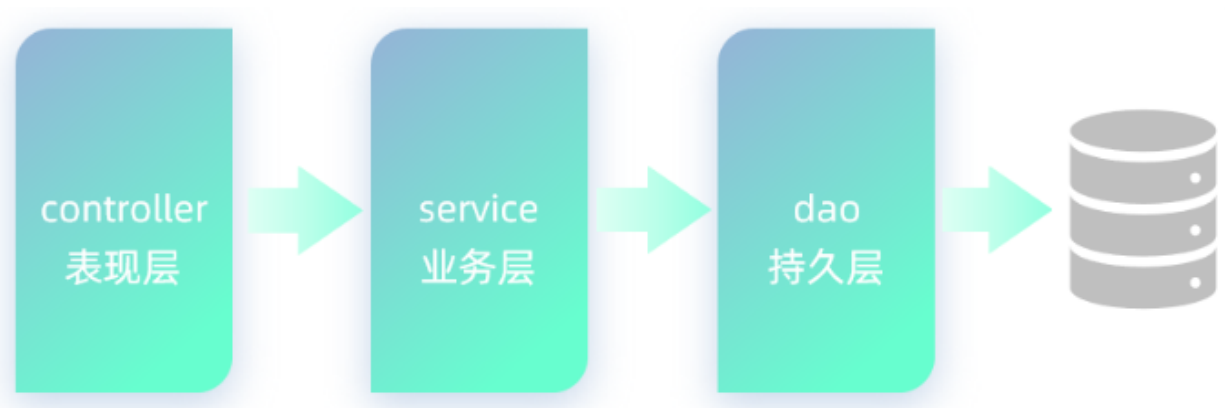 controller
表现层
service
业务层
dao
持久层